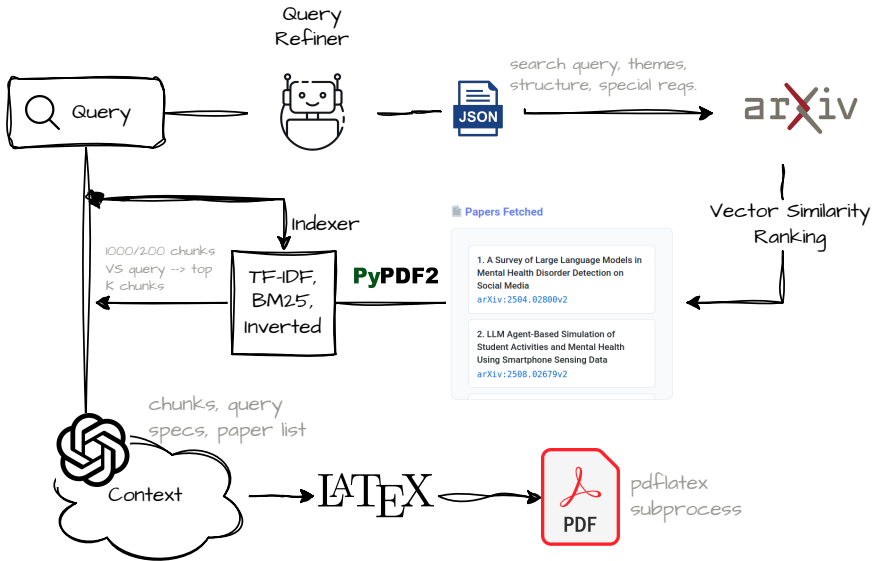 Query
Refiner
search query, themes,
structure, special reqs.
Query
JSON
arXiv
Vector Similarity
Ranking
Indexer
Papers Fetched
1. A Survey of Large Language Models in
Mental Health Disorder Detection on
Social Media
arXiv:2504.02800v2
2. LLM Agent-Based Simulation of
Student Activities and Mental Health
Using Smartphone Sensing Data
arXiv:2508.02679v2
PyPDF2
TF-IDF,
BM25,
Inverted
1000/200 chunks
VS query --> top
K chunks
chunks, query
specs, paper list
Context
LATEX
PDF
pdflatex
subprocess